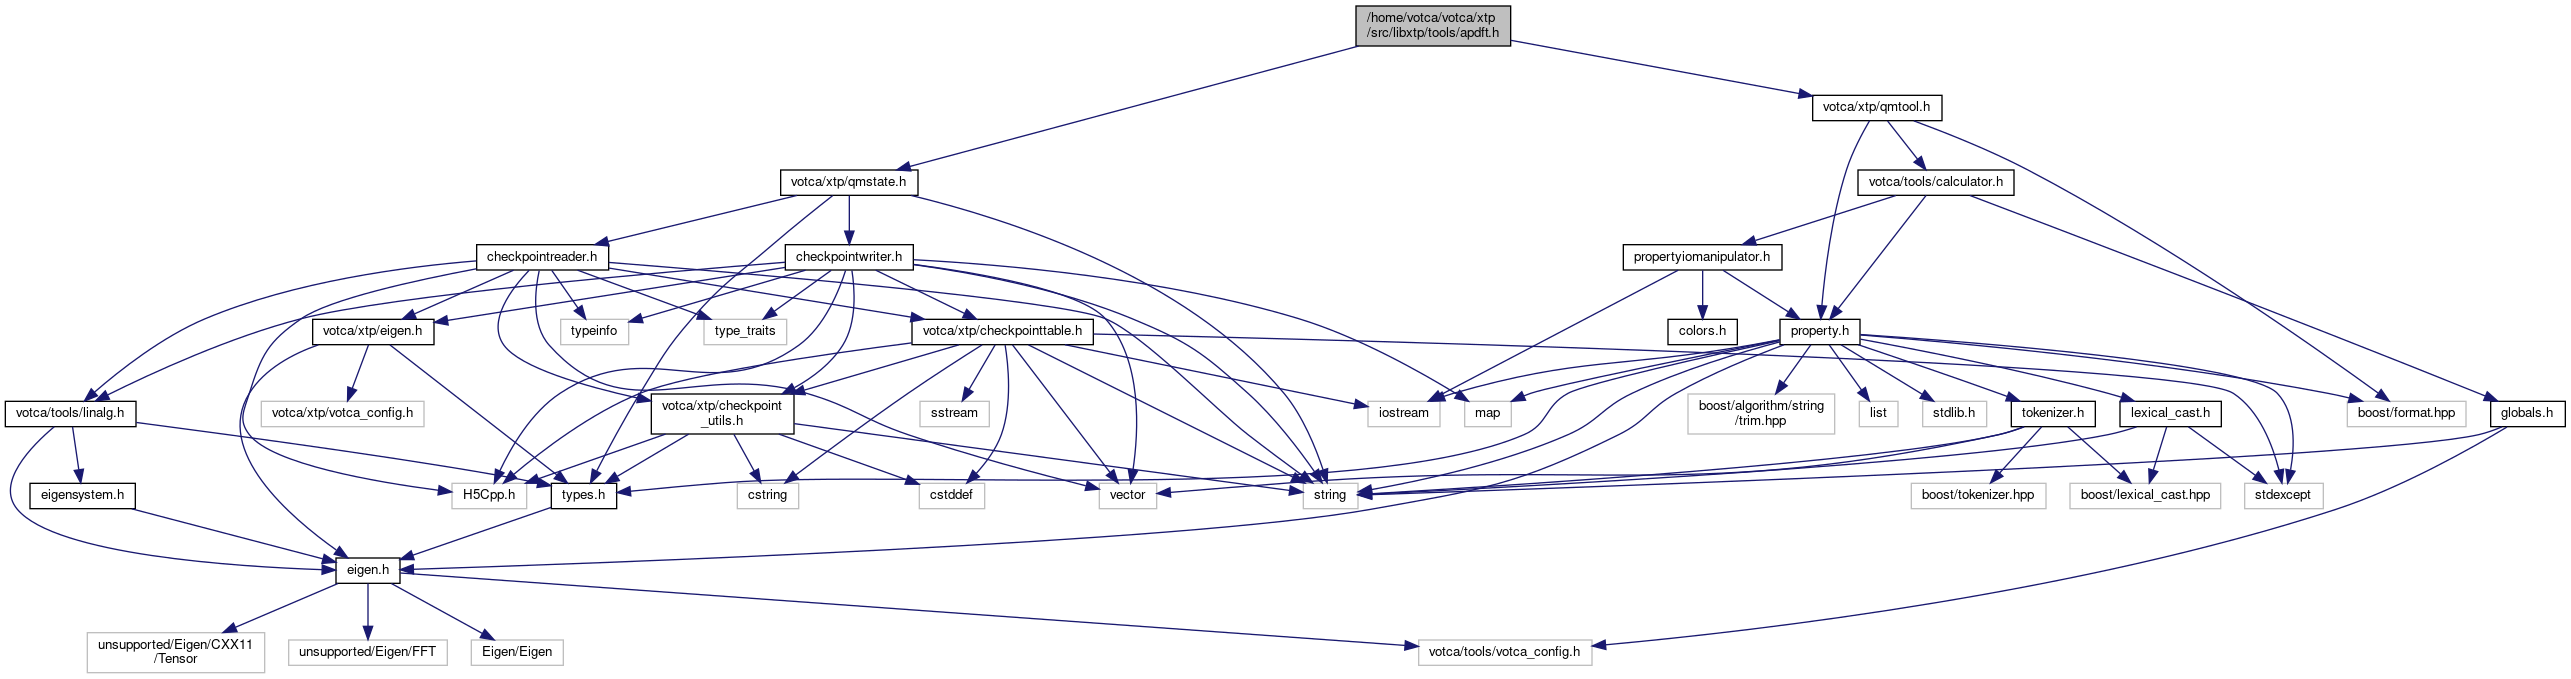 /home/votca/votca/xtp
/src/libxtp/tools/apdft.h
votca/xtp/qmtool.h
votca/xtp/qmstate.h
votca/tools/calculator.h
checkpointreader.h
checkpointwriter.h
propertyiomanipulator.h
votca/xtp/eigen.h
typeinfo
type_traits
votca/xtp/checkpointtable.h
colors.h
property.h
votca/tools/linalg.h
votca/xtp/votca_config.h
votca/xtp/checkpoint
_utils.h
sstream
iostream
map
boost/algorithm/string
/trim.hpp
list
stdlib.h
tokenizer.h
lexical_cast.h
boost/format.hpp
globals.h
eigensystem.h
H5Cpp.h
types.h
cstring
cstddef
vector
string
boost/tokenizer.hpp
boost/lexical_cast.hpp
stdexcept
eigen.h
unsupported/Eigen/CXX11
/Tensor
unsupported/Eigen/FFT
Eigen/Eigen
votca/tools/votca_config.h